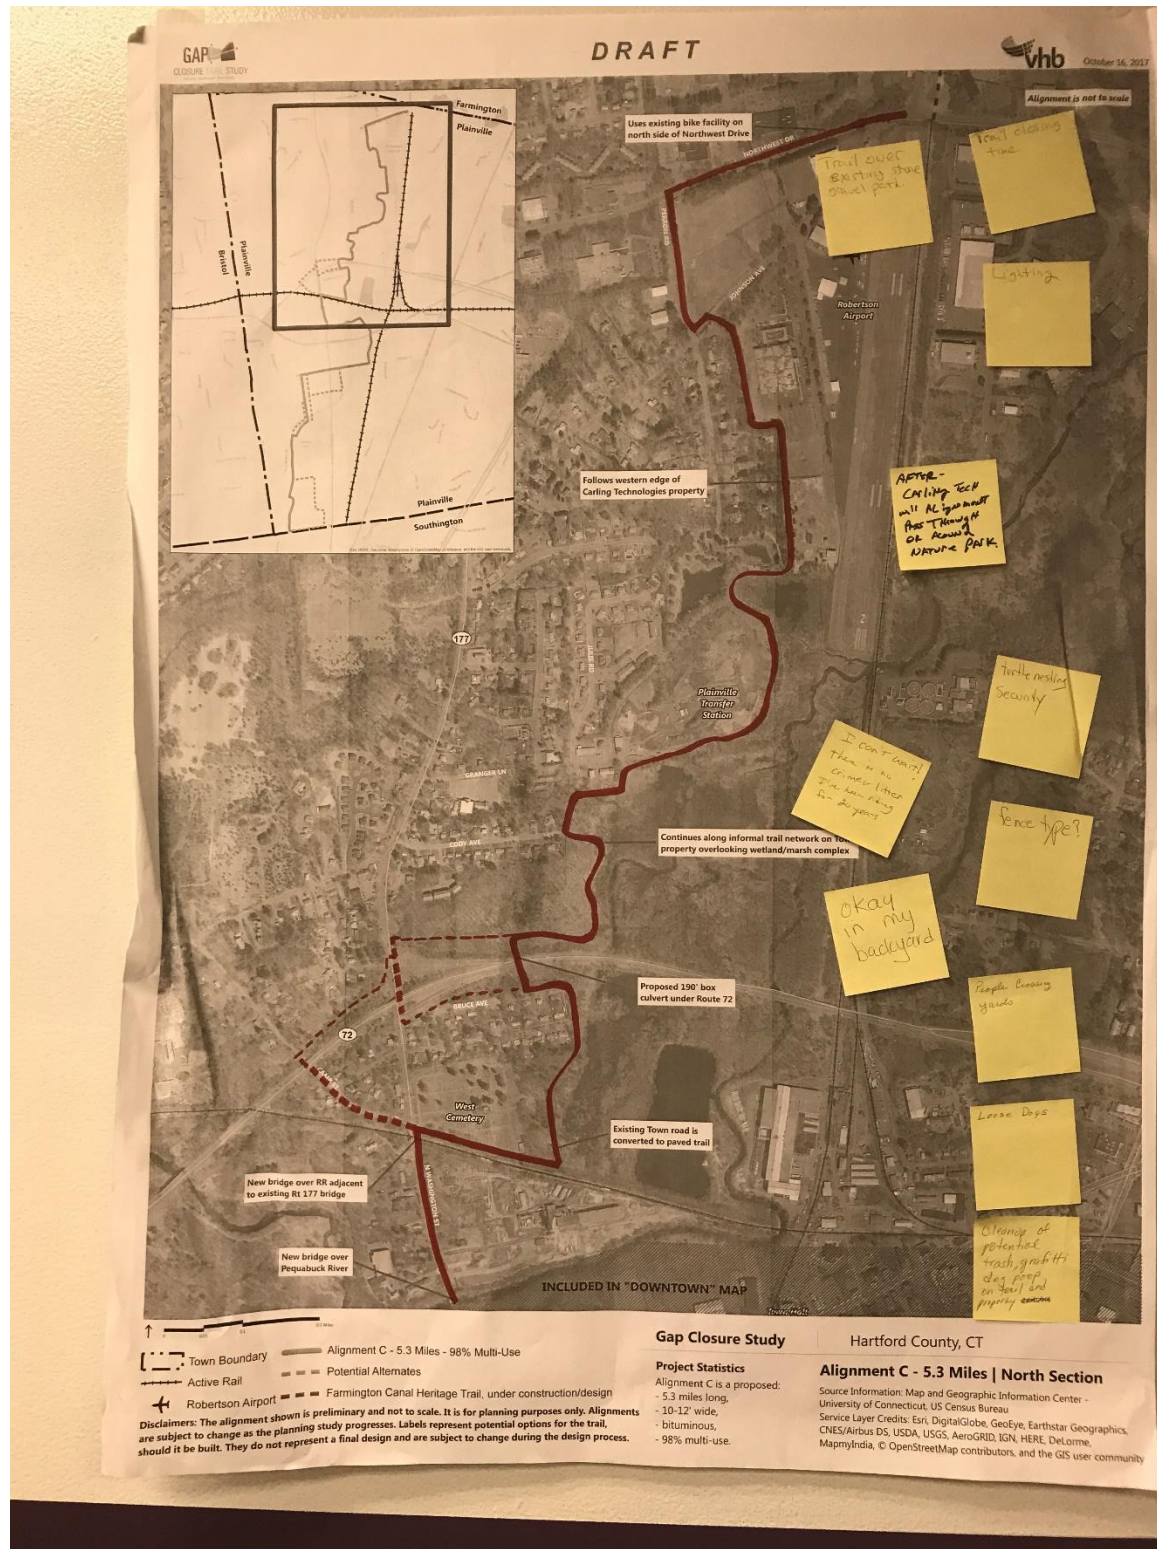 GAP
CLOSURE TRAIL STUDY
DRAFT
vhb
October 16, 2017
Alignment is not to scale
Farmington
Plainville
Bristol
Plainville
Plainville
Southington
Uses existing bike facility on
north side of Northwest Drive
NORTHWEST DR
Trail over
Existing stone
gravel path.
Trail closing
time
Lighting
JOHNSON AVE
Robertson
Airport
Follows western edge of
Carling Technologies property
AFTER-
Carling Tech
will Alignment
Pass Through
OR Around
NATURE PARK.
177
Plainville
Transfer
Station
turtle nesting
Security
I can't wait!
there is no
crime, litter
I've been riding
for 20 years
GRANGER LN
CODY AVE
Continues along informal trail network on
property overlooking wetland/marsh complex
fence type?
okay
in my
backyard
Proposed 190' box
culvert under Route 72
BRUCE AVE
72
People Crossing
yards
West
Cemetery
Existing Town road is
converted to paved trail
Loose Dogs
New bridge over RR adjacent
to existing Rt 177 bridge
N WASHINGTON ST
New bridge over
Pequabuck River
Cleanup of
potential
trash, grafitti
dog poop
on trail and
property
INCLUDED IN "DOWNTOWN" MAP
Town Hall
Town Boundary
Active Rail
Robertson Airport
Alignment C - 5.3 Miles - 98% Multi-Use
Potential Alternates
Farmington Canal Heritage Trail, under construction/design
Disclaimers: The alignment shown is preliminary and not to scale. It is for planning purposes only. Alignments
are subject to change as the planning study progresses. Labels represent potential options for the trail,
should it be built. They do not represent a final design and are subject to change during the design process.
Gap Closure Study
Project Statistics
Alignment C is a proposed:
- 5.3 miles long,
- 10-12' wide,
- bituminous,
- 98% multi-use.
Hartford County, CT
Alignment C - 5.3 Miles | North Section
Source Information: Map and Geographic Information Center -
University of Connecticut, US Census Bureau
Service Layer Credits: Esri, DigitalGlobe, GeoEye, Earthstar Geographics,
CNES/Airbus DS, USDA, USGS, AeroGRID, IGN, HERE, DeLorme,
MapmyIndia, © OpenStreetMap contributors, and the GIS user community